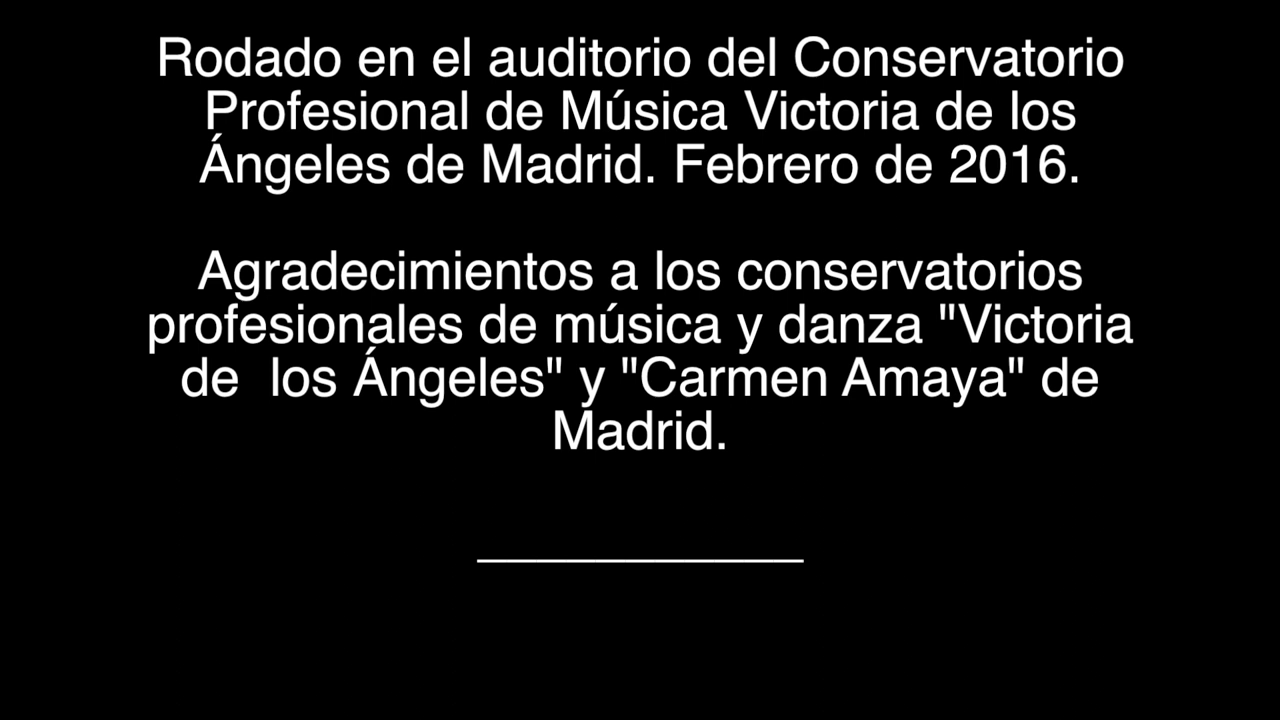 Rodado en el auditorio del Conservatorio
Profesional de Música Victoria de los
Ángeles de Madrid. Febrero de 2016.
Agradecimientos a los conservatorios
profesionales de música y danza "Victoria
de  los Ángeles" y "Carmen Amaya" de
Madrid.
___________